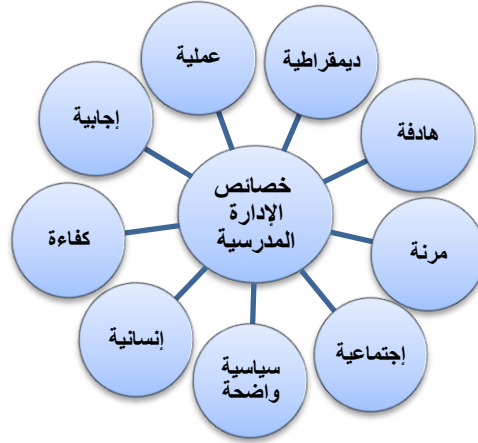 خصائص
الإدارة
المدرسية
ديمقراطية
هادفة
مرنة
إجتماعية
سياسية
واضحة
إنسانية
كفاءة
إجابية
عملية